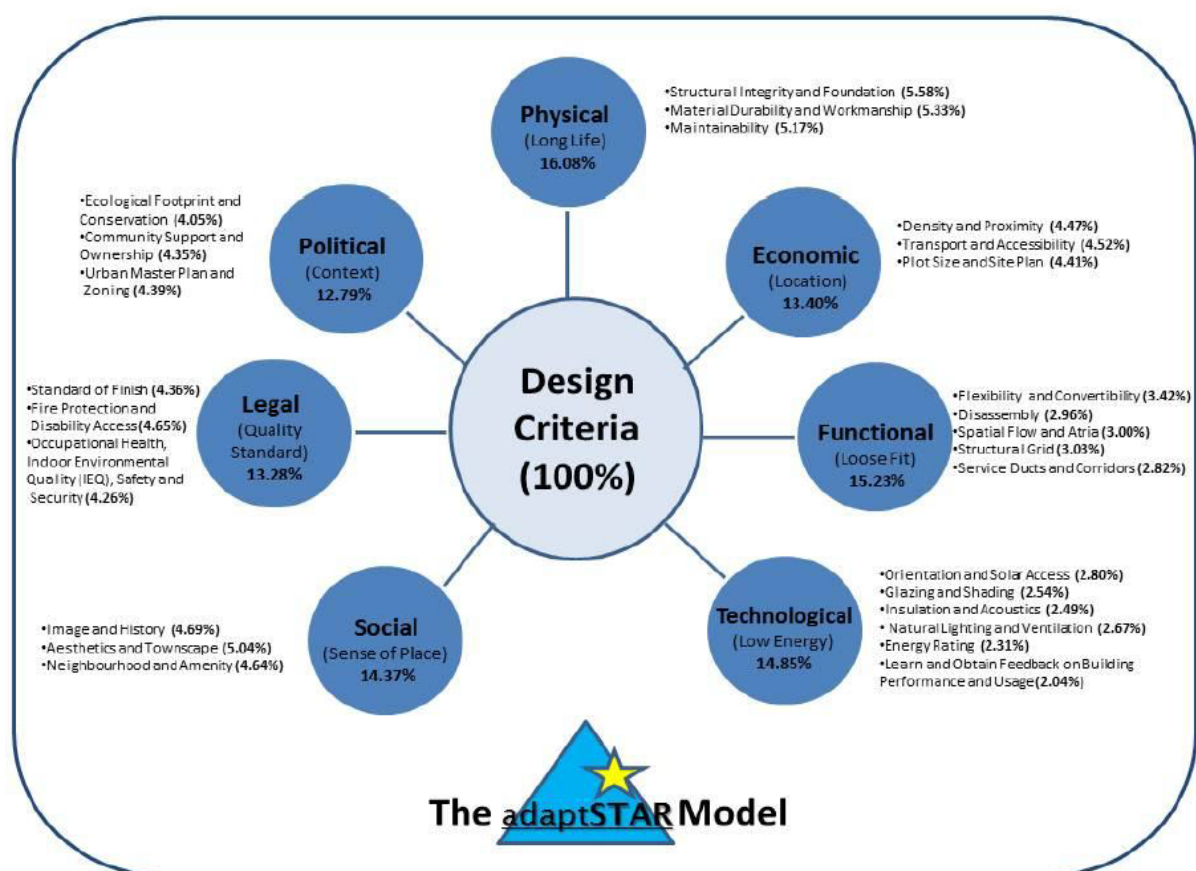 Physical
(Long Life)
16.08%
•Structural Integrity and Foundation (5.58%)
•Material Durability and Workmanship (5.33%)
•Maintainability (5.17%)
Economic
(Location)
13.40%
•Density and Proximity (4.47%)
•Transport and Accessibility (4.52%)
•Plot Size and Site Plan (4.41%)
Functional
(Loose Fit)
15.23%
•Flexibility and Convertibility (3.42%)
•Disassembly (2.96%)
•Spatial Flow and Atria (3.00%)
•Structural Grid (3.03%)
•Service Ducts and Corridors (2.82%)
Technological
(Low Energy)
14.85%
•Orientation and Solar Access (2.80%)
•Glazing and Shading (2.54%)
•Insulation and Acoustics (2.49%)
•Natural Lighting and Ventilation (2.67%)
•Energy Rating (2.31%)
•Learn and Obtain Feedback on Building
Performance and Usage (2.04%)
Social
(Sense of Place)
14.37%
•Image and History (4.69%)
•Aesthetics and Townscape (5.04%)
•Neighbourhood and Amenity (4.64%)
Legal
(Quality
Standard)
13.28%
•Standard of Finish (4.36%)
•Fire Protection and
Disability Access (4.65%)
•Occupational Health,
Indoor Environmental
Quality (IEQ), Safety and
Security (4.26%)
Political
(Context)
12.79%
•Ecological Footprint and
Conservation (4.05%)
•Community Support and
Ownership (4.35%)
•Urban Master Plan and
Zoning (4.39%)
Design
Criteria
(100%)
The adaptSTAR Model